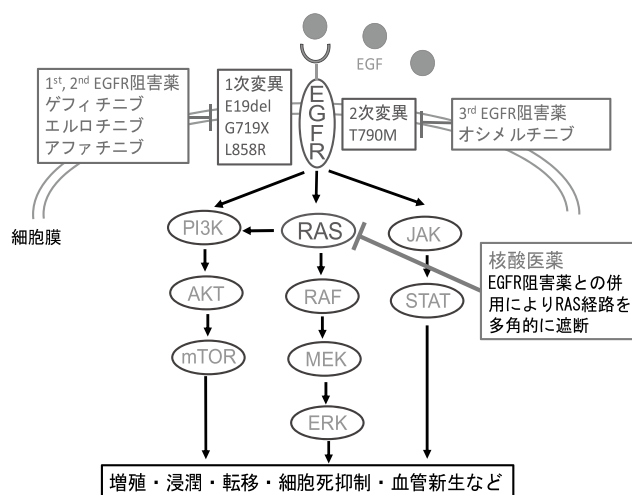 EGF
1st, 2nd EGFR阻害薬
ゲフィチニブ
エルロチニブ
アファチニブ
1次変異
E19del
G719X
L858R
EGFR
2次変異
T790M
3rd EGFR阻害薬
オシメルチニブ
細胞膜
PI3K
RAS
JAK
AKT
RAF
STAT
mTOR
MEK
ERK
核酸医薬
EGFR阻害薬との併
用によりRAS経路を
多角的に遮断
増殖・浸潤・転移・細胞死抑制・血管新生など